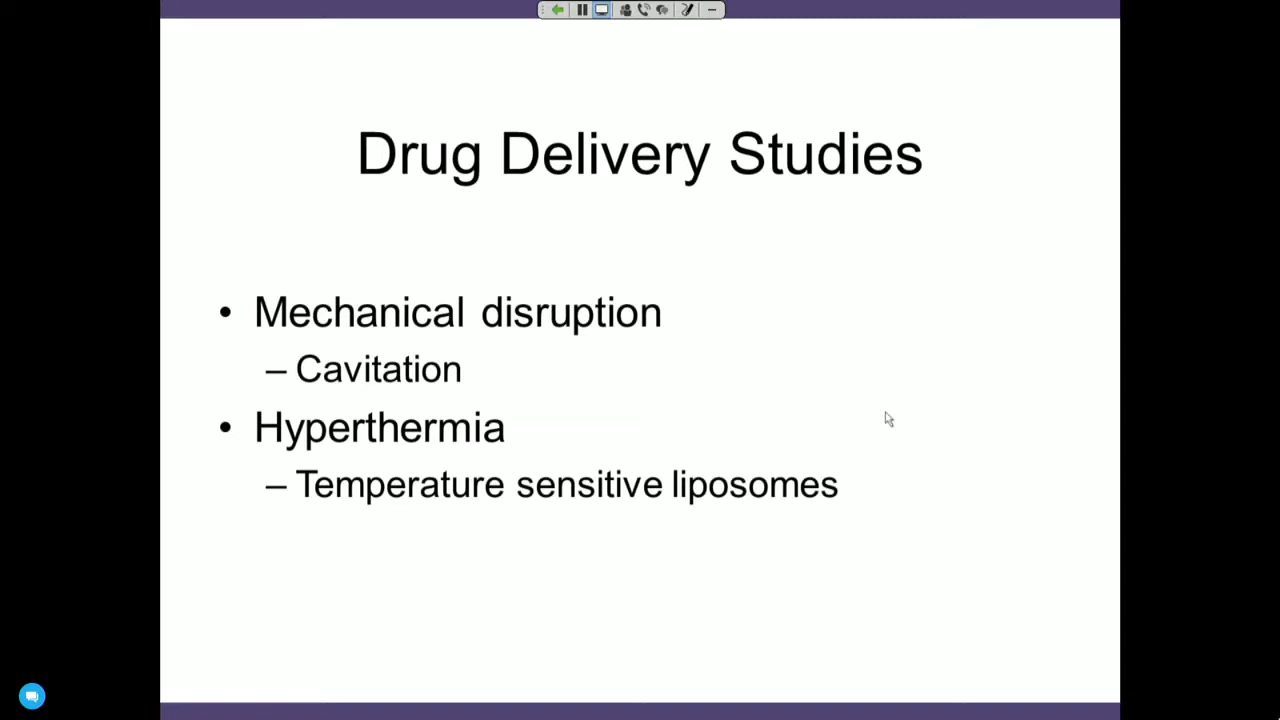 Drug Delivery Studies
• Mechanical disruption
– Cavitation
• Hyperthermia
– Temperature sensitive liposomes